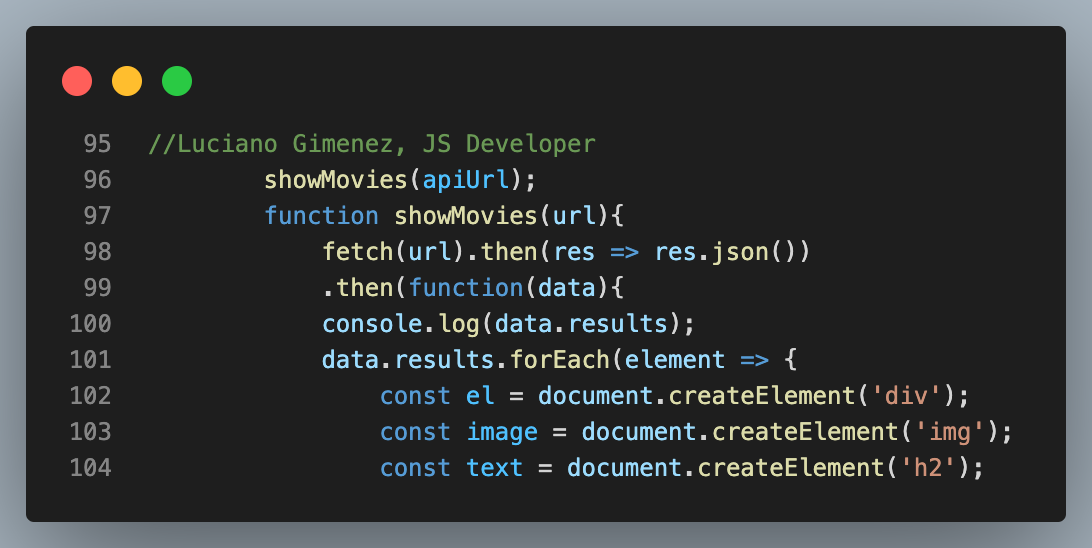 95 //Luciano Gimenez, JS Developer
96 showMovies(apiUrl);
97 function showMovies(url){
98 fetch(url).then(res => res.json())
99 .then(function(data){
100 console.log(data.results);
101 data.results.forEach(element => {
102 const el = document.createElement('div');
103 const image = document.createElement('img');
104 const text = document.createElement('h2');